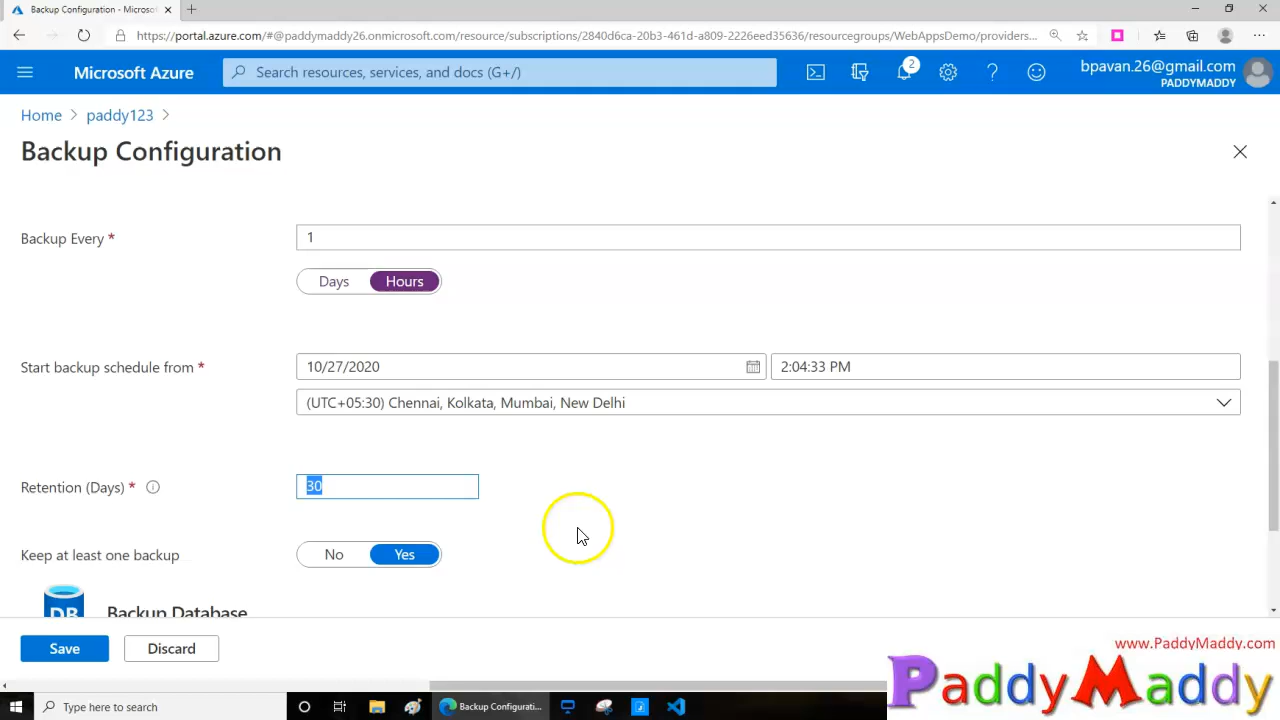 Backup Configuration - Microsof
https://portal.azure.com/#@paddymaddy26.onmicrosoft.com/resource/subscriptions/2840d6ca-20b3-461d-a809-2226eed35636/resourcegroups/WebAppsDemo/providers...
Microsoft Azure
Search resources, services, and docs (G+/)
2
bpavan.26@gmail.com
PADDYMADDY
Home > paddy123 >
Backup Configuration
Backup Every * 1
Days Hours
Start backup schedule from * 10/27/2020 2:04:33 PM
(UTC+05:30) Chennai, Kolkata, Mumbai, New Delhi
Retention (Days) * 30
Keep at least one backup No Yes
DB Backup Database
Save Discard
www.PaddyMaddy.com
PaddyMaddy
Type here to search
Backup Configurati...